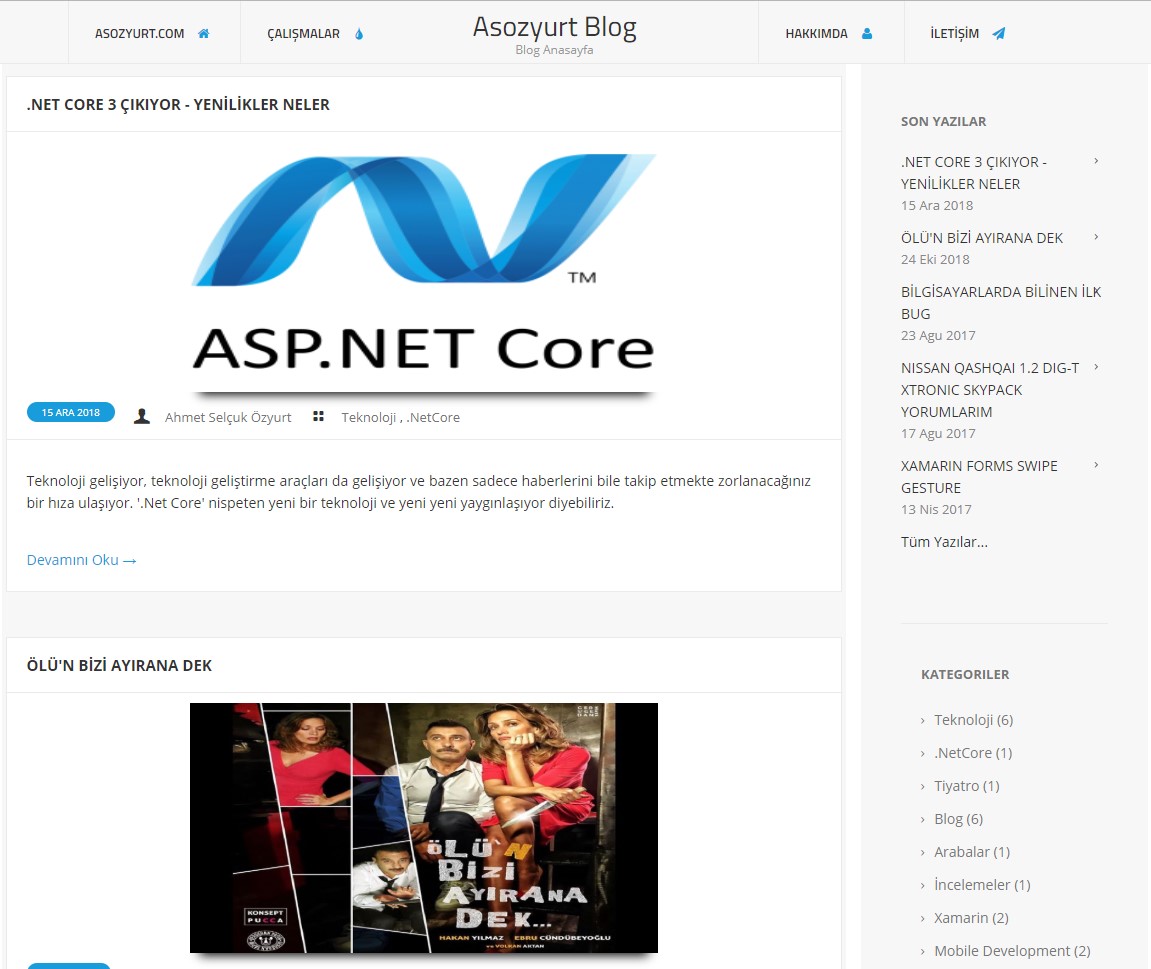 ASOZYURT.COM
ÇALIŞMALAR
Asozyurt Blog
Blog Anasayfa
HAKKIMDA
İLETİŞİM
.NET CORE 3 ÇIKIYOR - YENİLİKLER NELER
TM
ASP.NET Core
15 ARA 2018
Ahmet Selçuk Özyurt
Teknoloji , .NetCore
Teknoloji gelişiyor, teknoloji geliştirme araçları da gelişiyor ve bazen sadece haberlerini bile takip etmekte zorlanacağınız
bir hıza ulaşıyor. '.Net Core' nispeten yeni bir teknoloji ve yeni yeni yaygınlaşıyor diyebiliriz.
Devamını Oku →
ÖLÜ'N BİZİ AYIRANA DEK
ÖLÜ'N
BİZİ
AYIRANA
DEK...
KONSEPT
PUCCA
HAKAN YILMAZ EBRU CÜNDÜBEYOĞLU
ve VOLKAN AKTAN
SON YAZILAR
.NET CORE 3 ÇIKIYOR -
YENİLİKLER NELER
15 Ara 2018
ÖLÜ'N BİZİ AYIRANA DEK
24 Eki 2018
BİLGİSAYARLARDA BİLİNEN İLK
BUG
23 Agu 2017
NISSAN QASHQAI 1.2 DIG-T
XTRONIC SKYPACK
YORUMLARIM
17 Agu 2017
XAMARIN FORMS SWIPE
GESTURE
13 Nis 2017
Tüm Yazılar...
KATEGORILER
› Teknoloji (6)
› .NetCore (1)
› Tiyatro (1)
› Blog (6)
› Arabalar (1)
› İncelemeler (1)
› Xamarin (2)
› Mobile Development (2)